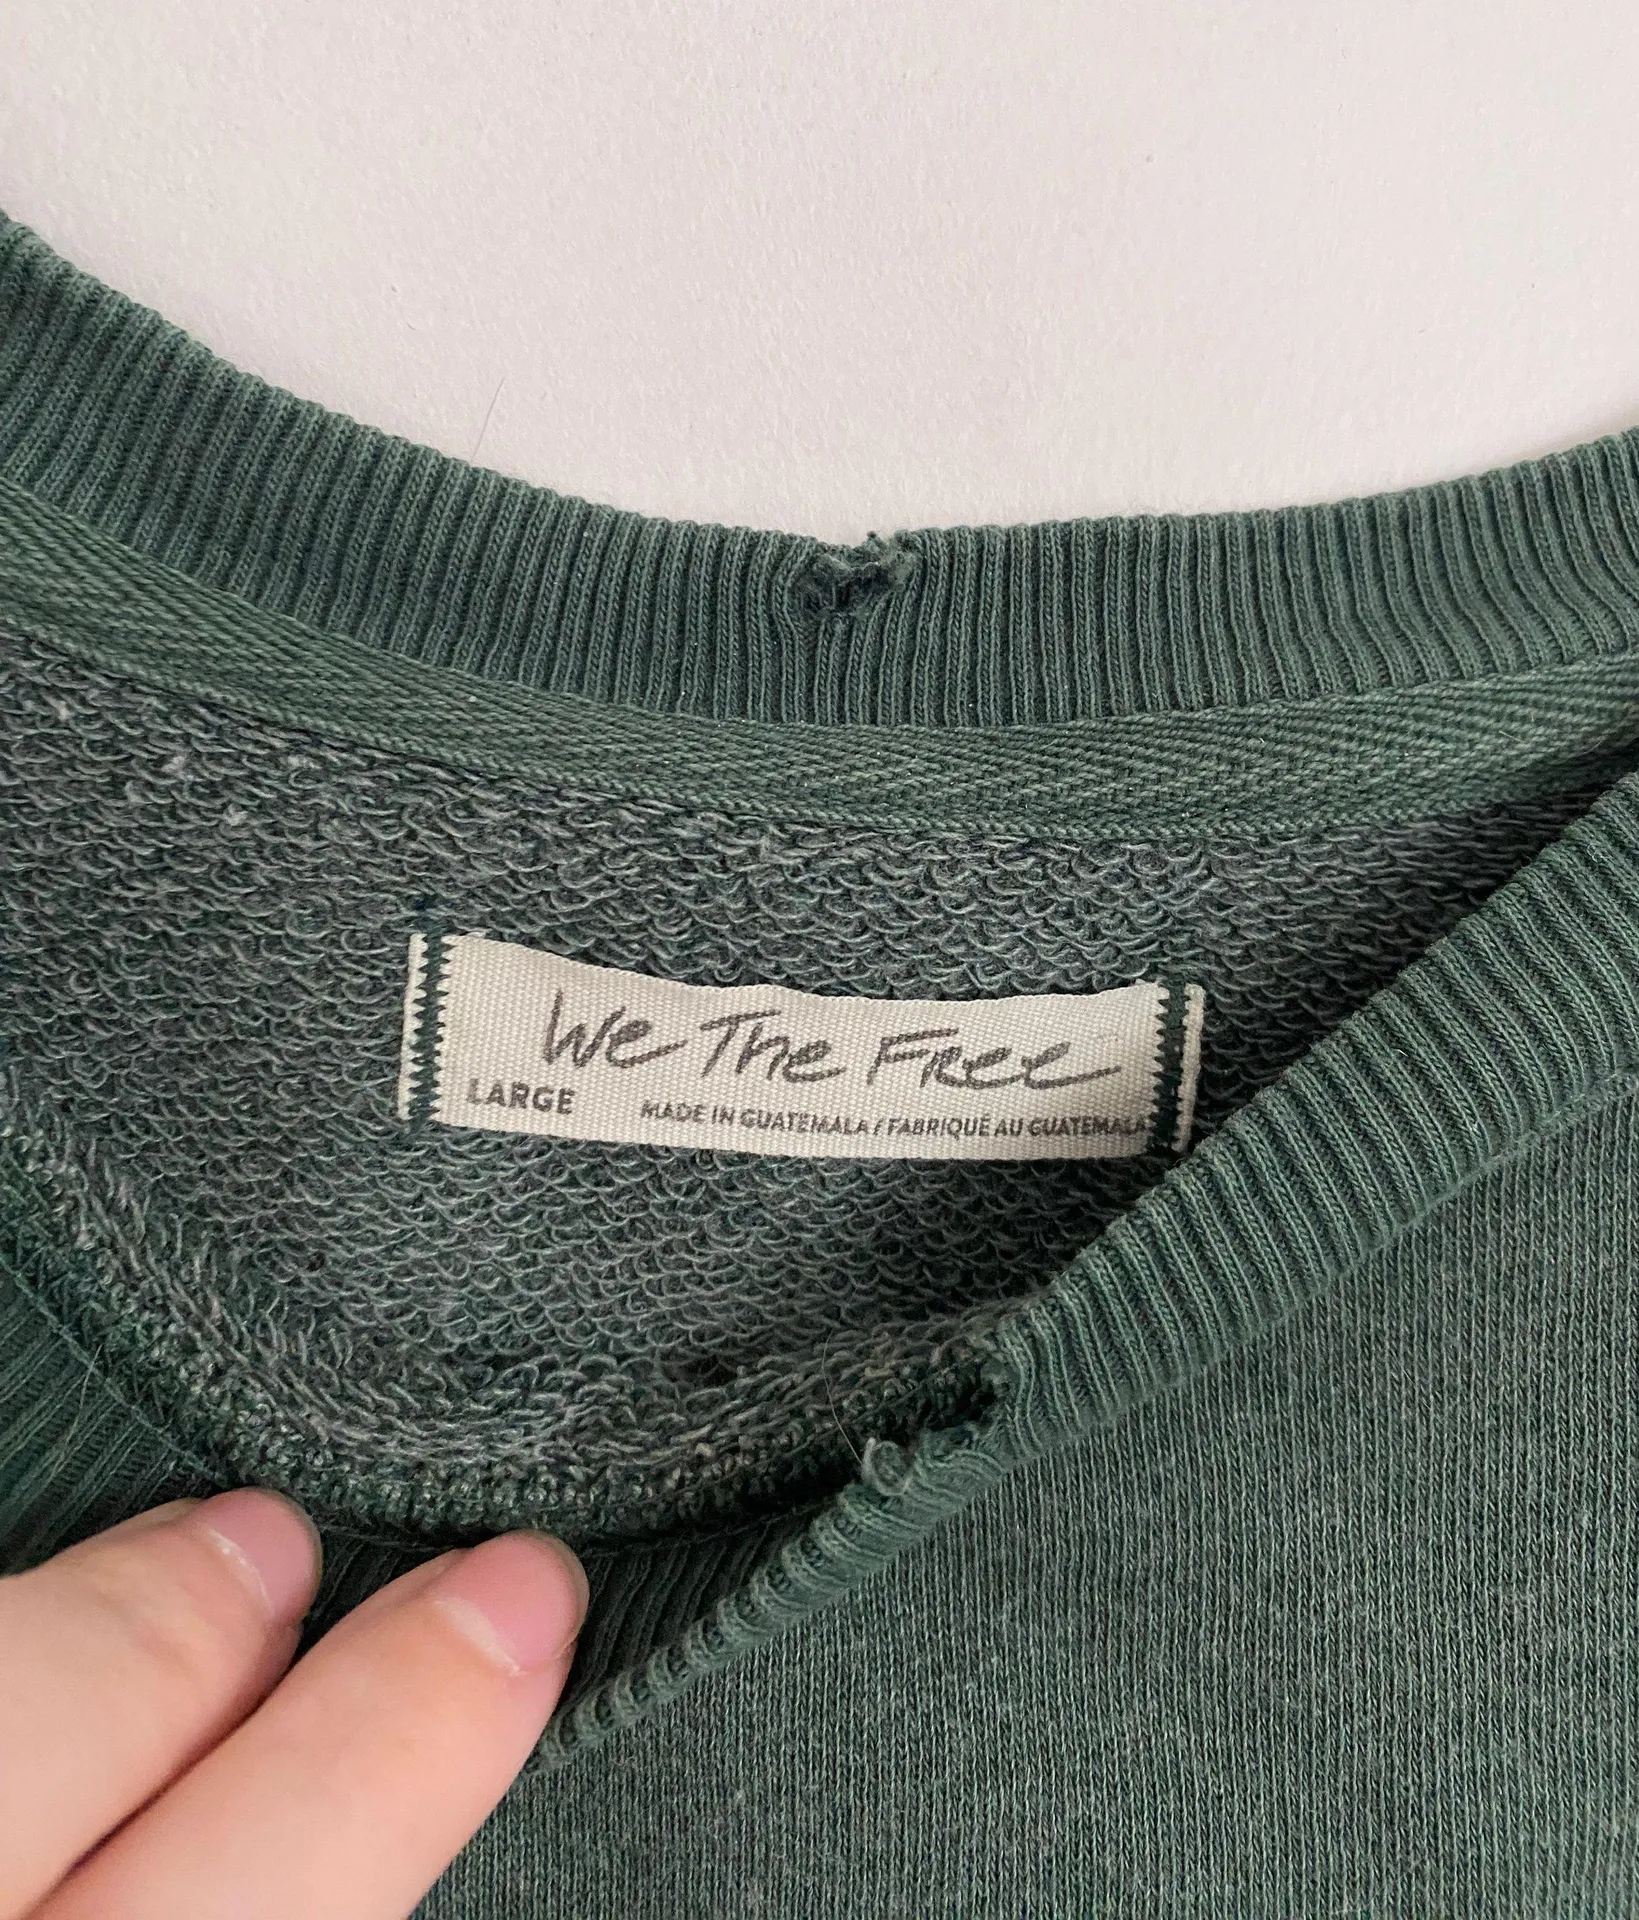 We The Free
LARGE
MADE IN GUATEMALA / FABRIQUÉ AU GUATEMALA